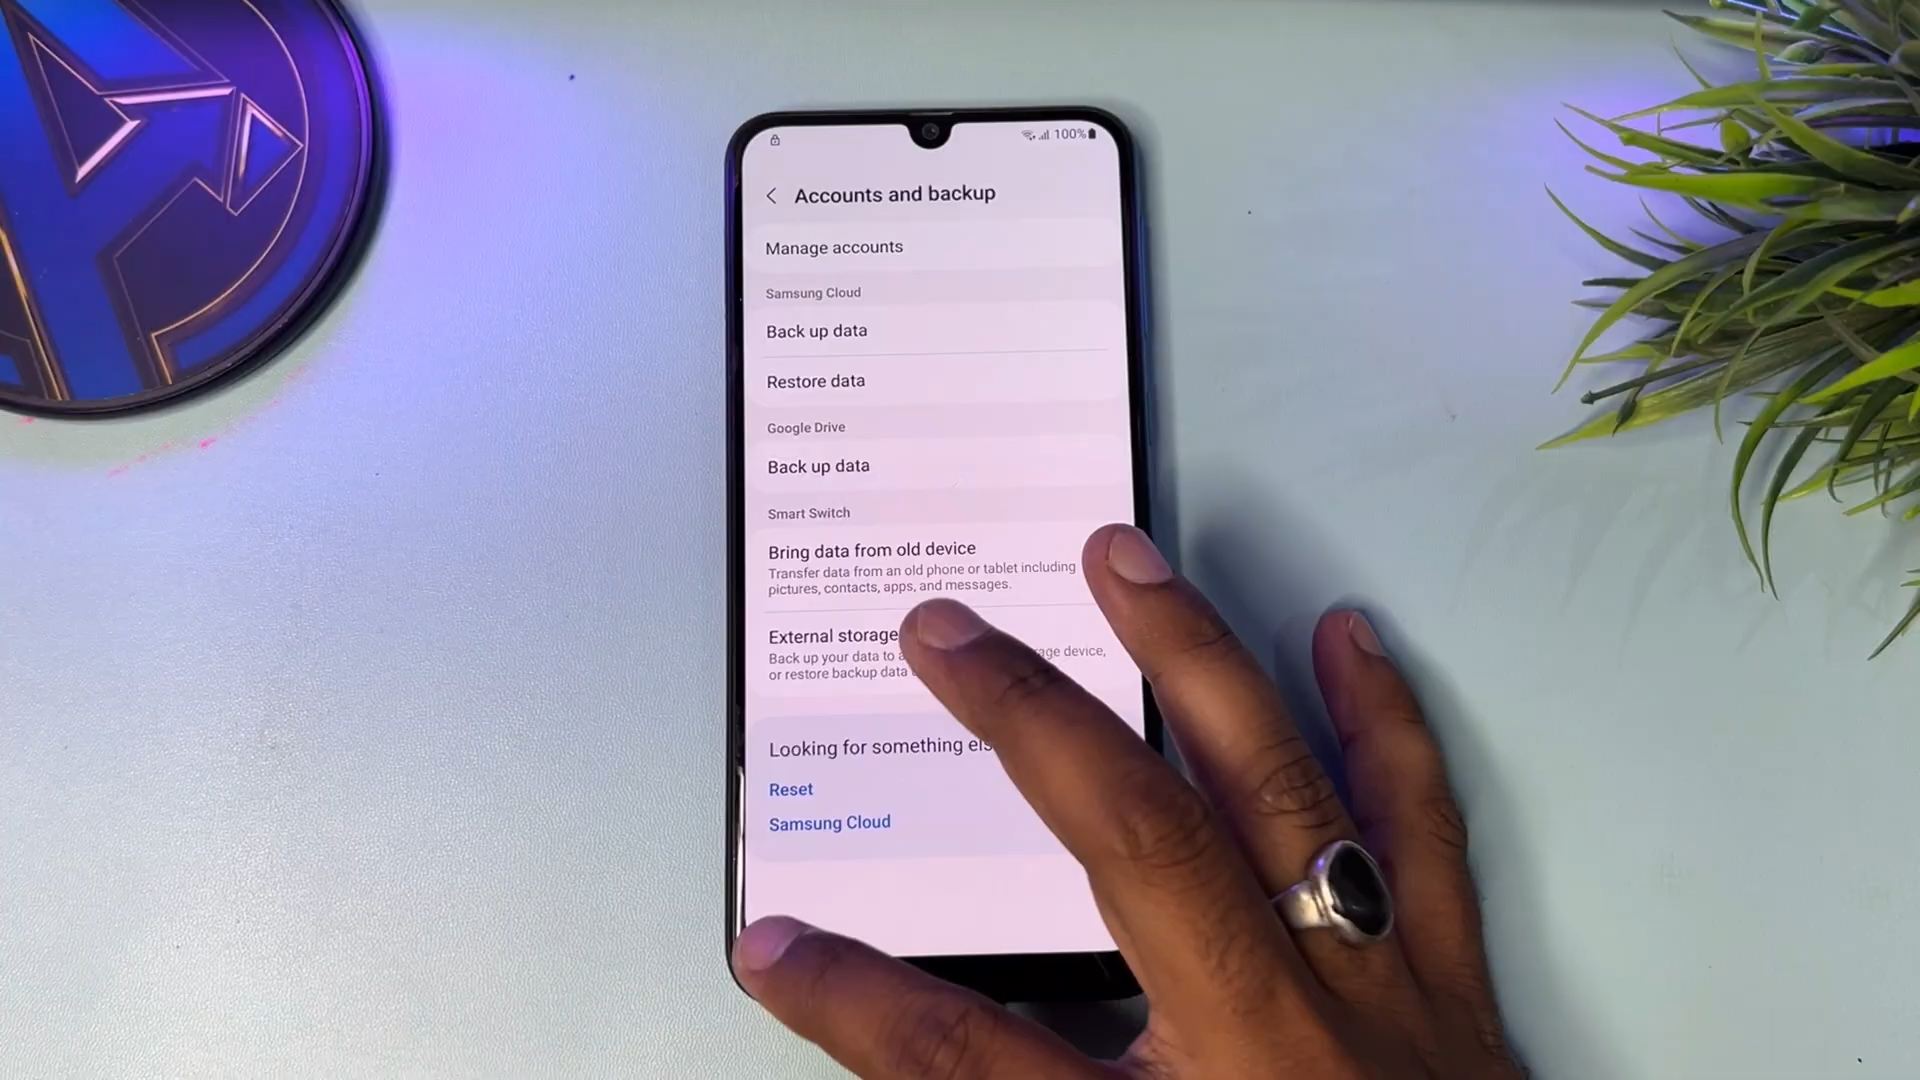 100%
Accounts and backup
Manage accounts
Samsung Cloud
Back up data
Restore data
Google Drive
Back up data
Smart Switch
Bring data from old device
Transfer data from an old phone or tablet including
pictures, contacts, apps, and messages.
External storage
Back up your data to device,
or restore backup data
Looking for something
Reset
Samsung Cloud